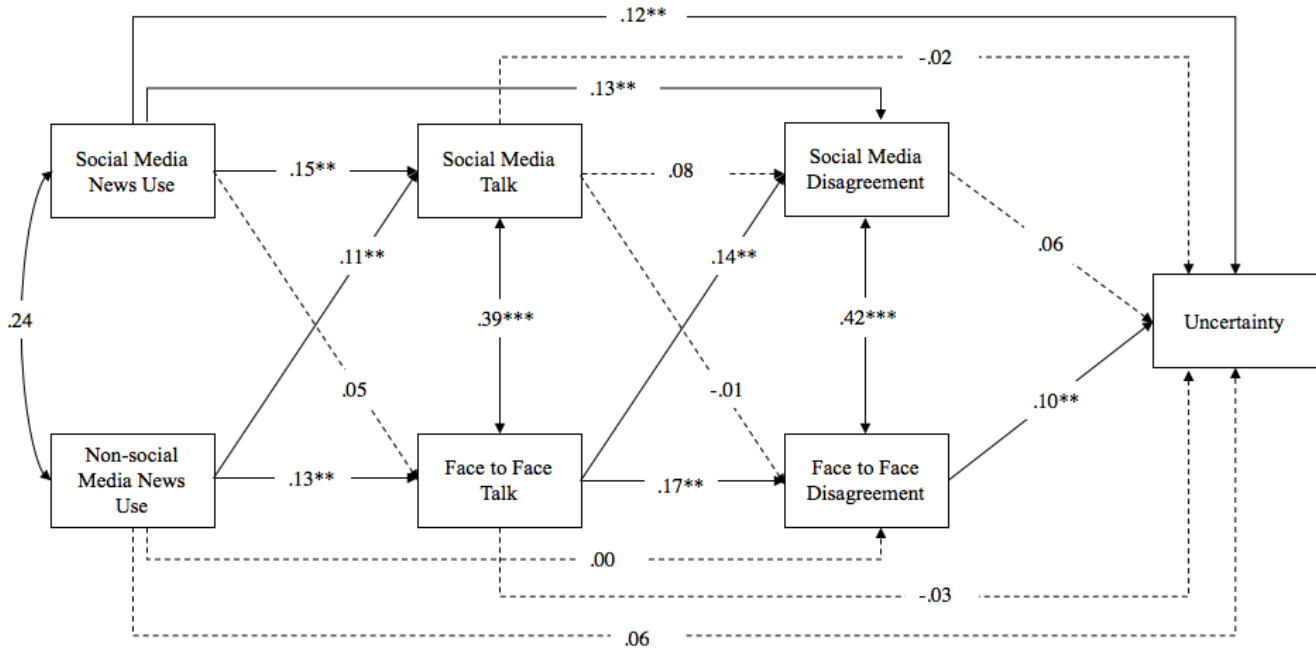 .12**
-.02
.13**
Social Media
News Use
.15**
Social Media
Talk
.08
Social Media
Disagreement
.11**
.14**
.06
.24
.39***
.42***
Uncertainty
.05
-.01
.10**
Non-social
Media News
Use
.13**
Face to Face
Talk
.17**
Face to Face
Disagreement
.00
-.03
.06